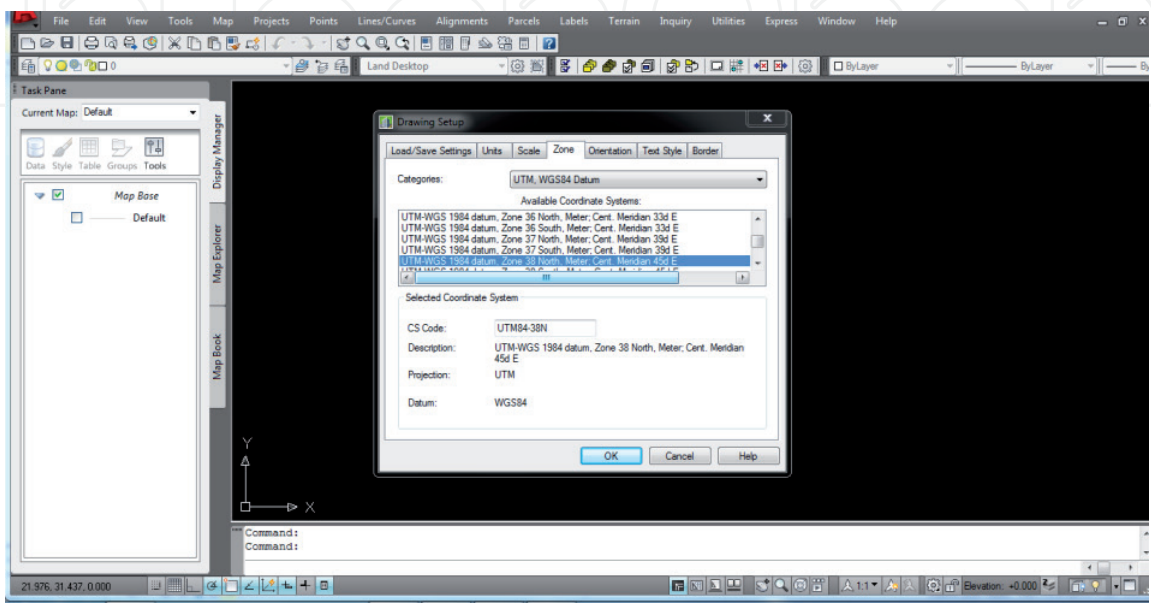 File Edit View Tools Map Projects Points Lines/Curves Alignments Parcels Labels Terrain Inquiry Utilities Express Window Help
0 Land Desktop ByLayer ByLayer
Task Pane
Current Map: Default
Data Style Table Groups Tools
Display Manager
Map Explorer
Map Book
Map Base
Default
Drawing Setup
Load/Save Settings Units Scale Zone Orientation Text Style Border
Categories: UTM, WGS84 Datum
Available Coordinate Systems:
UTM-WGS 1984 datum, Zone 36 North, Meter; Cent. Meridian 33d E
UTM-WGS 1984 datum, Zone 36 South, Meter; Cent. Meridian 33d E
UTM-WGS 1984 datum, Zone 37 North, Meter; Cent. Meridian 39d E
UTM-WGS 1984 datum, Zone 37 South, Meter; Cent. Meridian 39d E
UTM-WGS 1984 datum, Zone 38 North, Meter; Cent. Meridian 45d E
Selected Coordinate System
CS Code: UTM84-38N
Description: UTM-WGS 1984 datum, Zone 38 North, Meter; Cent. Meridian
45d E
Projection: UTM
Datum: WGS84
OK Cancel Help
Y
X
Command:
Command:
21.976, 31.437, 0.000 1:1 Elevation: +0.000